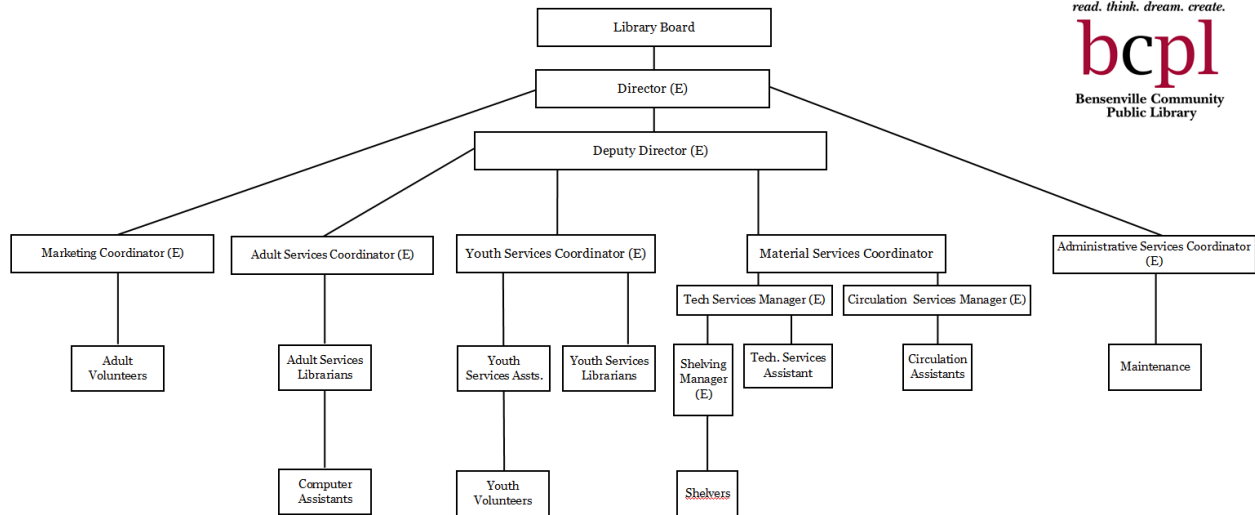 read. think. dream. create.
bcpl
Bensenville Community
Public Library
Library Board
Director (E)
Deputy Director (E)
Marketing Coordinator (E)
Adult Services Coordinator (E)
Youth Services Coordinator (E)
Material Services Coordinator
Administrative Services Coordinator
(E)
Tech Services Manager (E)
Circulation Services Manager (E)
Adult
Volunteers
Adult Services
Librarians
Youth
Services Assts.
Youth Services
Librarians
Shelving
Manager
(E)
Tech. Services
Assistant
Circulation
Assistants
Maintenance
Computer
Assistants
Youth
Volunteers
Shelvers